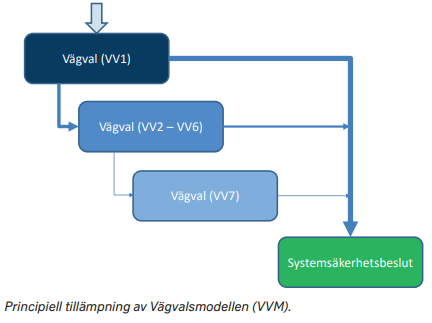 Vägval (VV1)
Vägval (VV2 – VV6)
Vägval (VV7)
Systemsäkerhetsbeslut
Principiell tillämpning av Vägvalsmodellen (VVM).